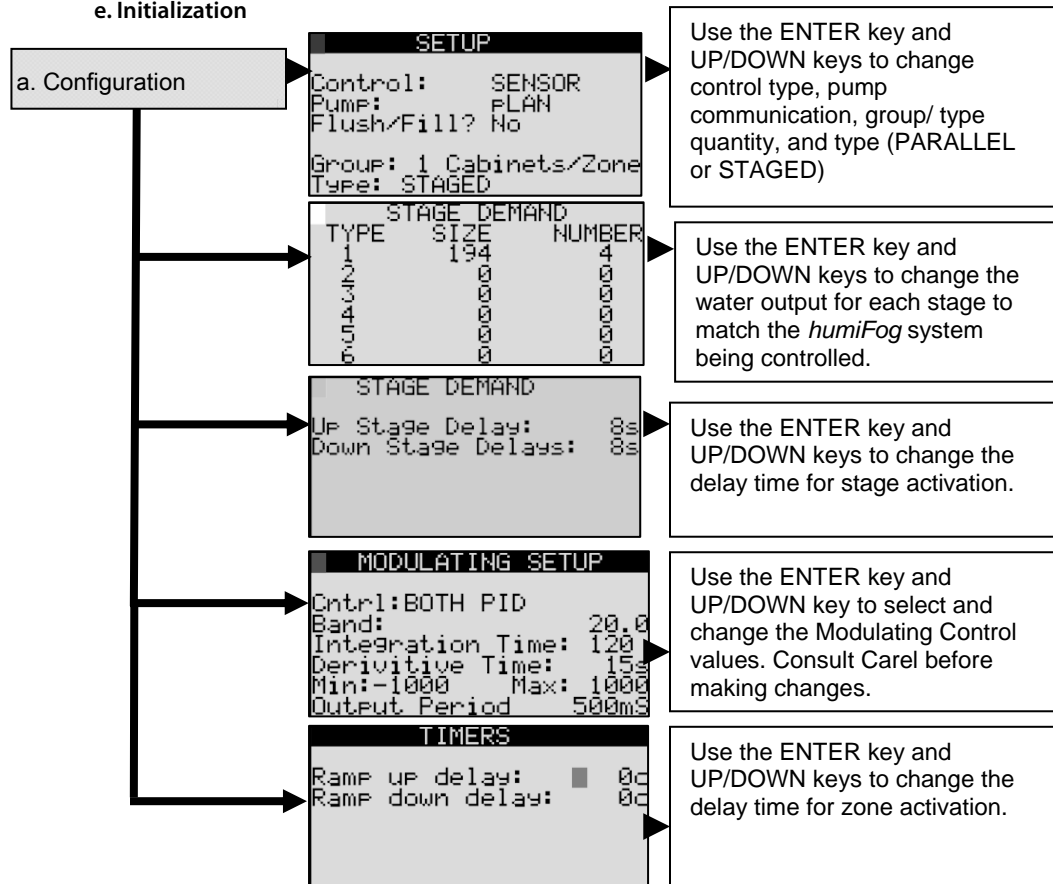 e. Initialization
a. Configuration
SETUP
Control: SENSOR
Pump: pLAN
Flush/Fill? No
Group: 1 Cabinets/Zone
Type: STAGED
Use the ENTER key and
UP/DOWN keys to change
control type, pump
communication, group/ type
quantity, and type (PARALLEL
or STAGED)
STAGE DEMAND
TYPE SIZE NUMBER
1 194 4
2 0 0
3 0 0
4 0 0
5 0 0
6 0 0
Use the ENTER key and
UP/DOWN keys to change the
water output for each stage to
match the humiFog system
being controlled.
STAGE DEMAND
Up Stage Delay: 8s
Down Stage Delays: 8s
Use the ENTER key and
UP/DOWN keys to change the
delay time for stage activation.
MODULATING SETUP
Cntrl:BOTH PID
Band: 20.0
Integration Time: 120
Derivitive Time: 15s
Min:-1000 Max: 1000
Output Period 500mS
Use the ENTER key and
UP/DOWN key to select and
change the Modulating Control
values. Consult Carel before
making changes.
TIMERS
Ramp up delay: 0c
Ramp down delay: 0c
Use the ENTER key and
UP/DOWN keys to change the
delay time for zone activation.